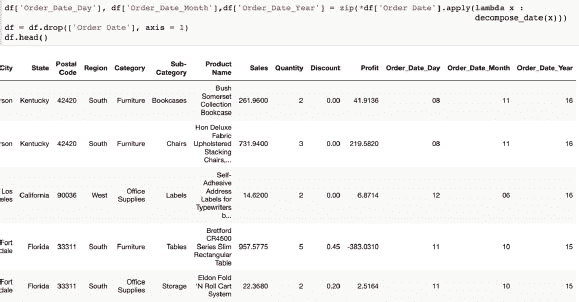 df['Order_Date_Day'], df['Order_Date_Month'],df['Order_Date_Year'] = zip(*df['Order Date'].apply(lambda x :
decompose_date(x)))
df = df.drop(['Order Date'], axis = 1)
df.head()
City State Postal Code Region Category Sub-Category Product Name Sales Quantity Discount Profit Order_Date_Day Order_Date_Month Order_Date_Year
rson Kentucky 42420 South Furniture Bookcases Bush Somerset Collection Bookcase 261.9600 2 0.00 41.9136 08 11 16
rson Kentucky 42420 South Furniture Chairs Hon Deluxe Fabric Upholstered Stacking Chairs,... 731.9400 3 0.00 219.5820 08 11 16
Los eles California 90036 West Office Supplies Labels Self-Adhesive Address Labels for Typewriters b... 14.6200 2 0.00 6.8714 12 06 16
Fort dale Florida 33311 South Furniture Tables Bretford CR4500 Series Slim Rectangular Table 957.5775 5 0.45 -383.0310 11 10 15
Fort dale Florida 33311 South Office Supplies Storage Eldon Fold 'N Roll Cart System 22.3680 2 0.20 2.5164 11 10 15